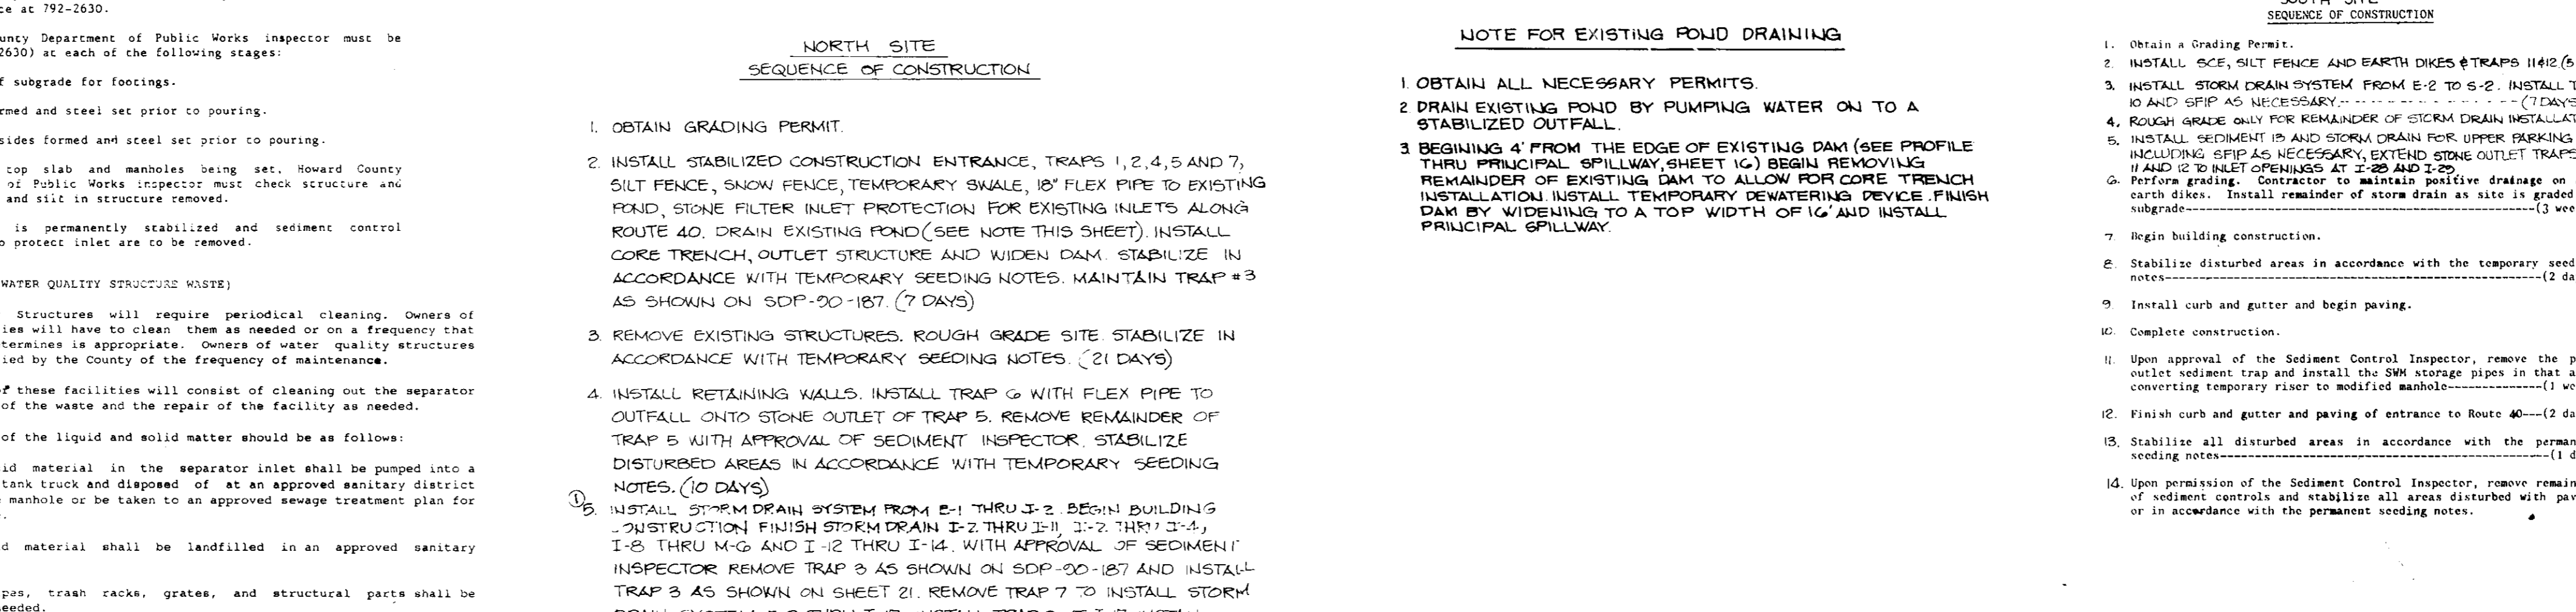 ce at 792-2630.
unty Department of Public Works inspector must be
2630) at each of the following stages:
f subgrade for footings.
rmed and steel set prior to pouring.
sides formed and steel set prior to pouring.
top slab and manholes being set, Howard County
of Public Works inspector must check structure and
and silt in structure removed.
is permanently stabilized and sediment control
o protect inlet are to be removed.
WATER QUALITY STRUCTURE WASTE)
Structures will require periodical cleaning. Owners of
ies will have to clean them as needed or on a frequency that
termines is appropriate. Owners of water quality structures
ied by the County of the frequency of maintenance.
of these facilities will consist of cleaning out the separator
of the waste and the repair of the facility as needed.
of the liquid and solid matter should be as follows:
id material in the separator inlet shall be pumped into a
tank truck and disposed of at an approved sanitary district
manhole or be taken to an approved sewage treatment plan for
d material shall be landfilled in an approved sanitary
pes, trash racks, grates, and structural parts shall be
eeded.
NORTH SITE
SEQUENCE OF CONSTRUCTION
1. OBTAIN GRADING PERMIT.
2. INSTALL STABILIZED CONSTRUCTION ENTRANCE, TRAPS 1, 2, 4, 5 AND 7,
SILT FENCE, SNOW FENCE, TEMPORARY SWALE, 18" FLEX PIPE TO EXISTING
POND, STONE FILTER INLET PROTECTION FOR EXISTING INLETS ALONG
ROUTE 40. DRAIN EXISTING POND (SEE NOTE THIS SHEET). INSTALL
CORE TRENCH, OUTLET STRUCTURE AND WIDEN DAM. STABILIZE IN
ACCORDANCE WITH TEMPORARY SEEDING NOTES. MAINTAIN TRAP #3
AS SHOWN ON SDP-90-187. (7 DAYS)
3. REMOVE EXISTING STRUCTURES. ROUGH GRADE SITE. STABILIZE IN
ACCORDANCE WITH TEMPORARY SEEDING NOTES. (21 DAYS)
4. INSTALL RETAINING WALLS. INSTALL TRAP 6 WITH FLEX PIPE TO
OUTFALL ONTO STONE OUTLET OF TRAP 5. REMOVE REMAINDER OF
TRAP 5 WITH APPROVAL OF SEDIMENT INSPECTOR. STABILIZE
DISTURBED AREAS IN ACCORDANCE WITH TEMPORARY SEEDING
NOTES. (10 DAYS)
① 5. INSTALL STORM DRAIN SYSTEM FROM E-1 THRU I-2. BEGIN BUILDING
CONSTRUCTION FINISH STORM DRAIN I-2 THRU I-11, I-2 THRU I-4,
I-8 THRU M-6 AND I-12 THRU I-14. WITH APPROVAL OF SEDIMENT
INSPECTOR REMOVE TRAP 3 AS SHOWN ON SDP-90-187 AND INSTALL
TRAP 3 AS SHOWN ON SHEET 21. REMOVE TRAP 7 TO INSTALL STORM
NOTE FOR EXISTING POND DRAINING
1. OBTAIN ALL NECESSARY PERMITS.
2 DRAIN EXISTING POND BY PUMPING WATER ON TO A
STABILIZED OUTFALL.
3 BEGINING 4' FROM THE EDGE OF EXISTING DAM (SEE PROFILE
THRU PRINCIPAL SPILLWAY, SHEET 16) BEGIN REMOVING
REMAINDER OF EXISTING DAM TO ALLOW FOR CORE TRENCH
INSTALLATION. INSTALL TEMPORARY DEWATERING DEVICE. FINISH
DAM BY WIDENING TO A TOP WIDTH OF 16' AND INSTALL
PRINCIPAL SPILLWAY.
SOUTH SITE
SEQUENCE OF CONSTRUCTION
1. Obtain a Grading Permit.
2. INSTALL SCE, SILT FENCE AND EARTH DIKES & TRAPS 11&12.(5
3. INSTALL STORM DRAIN SYSTEM FROM E-2 TO S-2. INSTALL T
10 AND SFIP AS NECESSARY.-------------(7 DAYS
4. ROUGH GRADE ONLY FOR REMAINDER OF STORM DRAIN INSTALLAT
5. INSTALL SEDIMENT 13 AND STORM DRAIN FOR UPPER PARKING
INCLUDING SFIP AS NECESSARY, EXTEND STONE OUTLET TRAPS
11 AND 12 TO INLET OPENINGS AT I-28 AND I-29
6. Perform grading. Contractor to maintain positive drainage on
earth dikes. Install remainder of storm drain as site is graded
subgrade---------------------------------------------(3 wee
7. Begin building construction.
8. Stabilize disturbed areas in accordance with the temporary seed
notes-------------------------------------------------(2 da
9. Install curb and gutter and begin paving.
10. Complete construction.
11. Upon approval of the Sediment Control Inspector, remove the p
outlet sediment trap and install the SWM storage pipes in that a
converting temporary riser to modified manhole--------------(1 we
12. Finish curb and gutter and paving of entrance to Route 40---(2 da
13. Stabilize all disturbed areas in accordance with the perman
seeding notes-----------------------------------------------(1 d
14. Upon permission of the Sediment Control Inspector, remove remain
of sediment controls and stabilize all areas disturbed with pav
or in accordance with the permanent seeding notes.